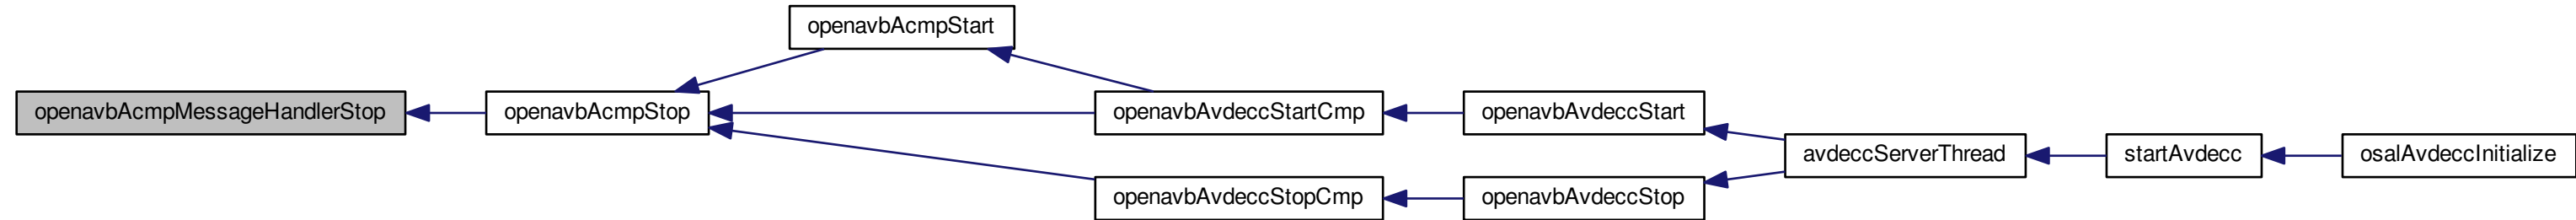 openavbAcmpStart
openavbAcmpMessageHandlerStop
openavbAcmpStop
openavbAvdeccStartCmp
openavbAvdeccStart
avdeccServerThread
startAvdecc
osalAvdeccInitialize
openavbAvdeccStopCmp
openavbAvdeccStop